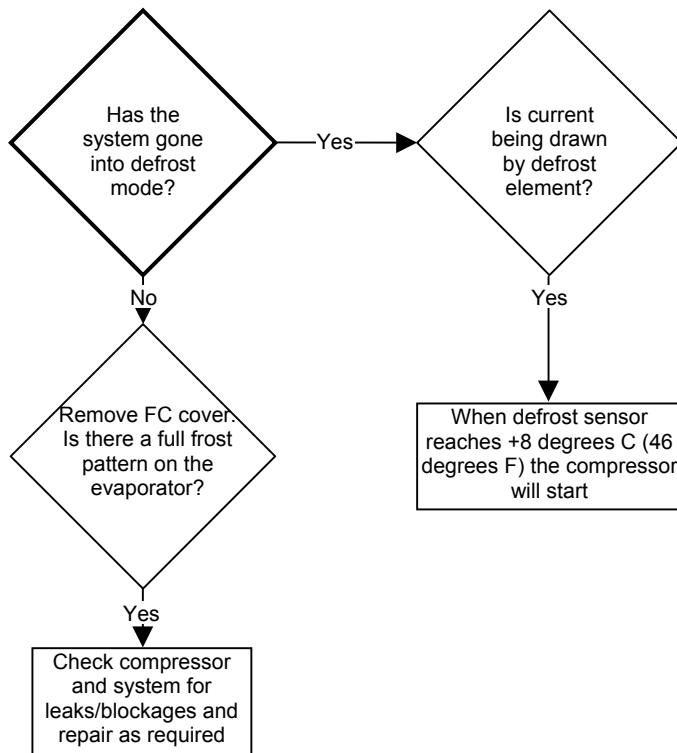 Has the
system gone
into defrost
mode?
Yes
Is current
being drawn
by defrost
element?
No
Yes
Remove FC cover.
Is there a full frost
pattern on the
evaporator?
When defrost sensor
reaches +8 degrees C (46
degrees F) the compressor
will start
Yes
Check compressor
and system for
leaks/blockages and
repair as required